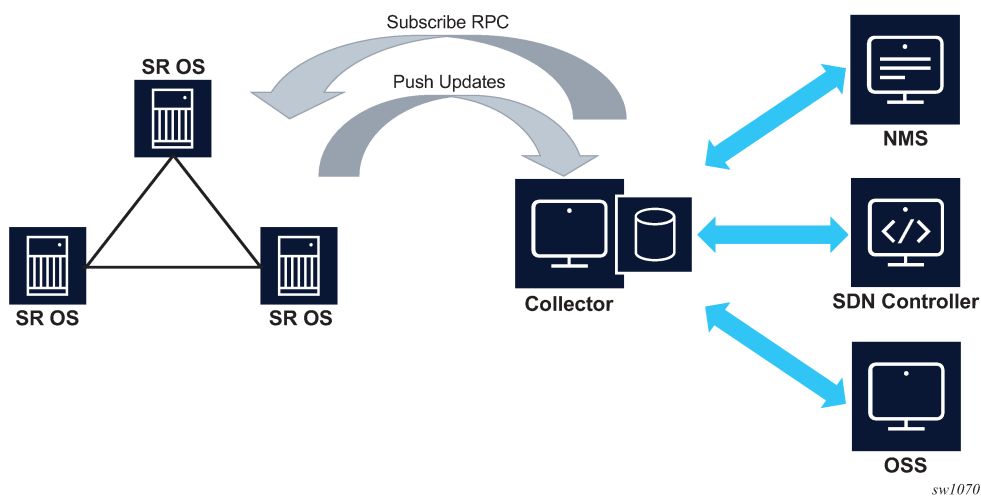 Subscribe RPC
Push Updates
SR OS
SR OS
SR OS
Collector
NMS
</>
SDN Controller
OSS
sw1070